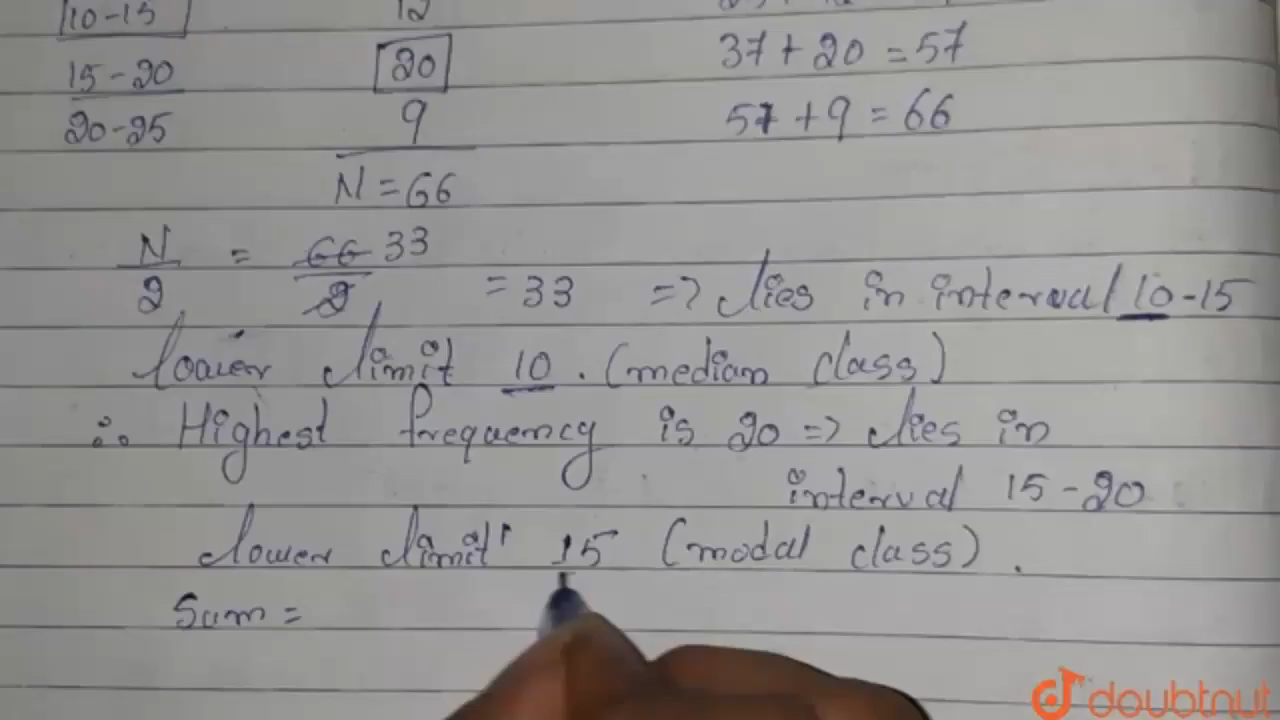 10-15 12
15-20 20 37+20=57
20-25 9 57+9=66
N=66
N/2 = 66/2 33 =33 => lies in interval 10-15
lower limit 10. (median class)
∴ Highest frequency is 20 => lies in
interval 15-20
lower limit 15 (modal class).
Sum =
doubtnut